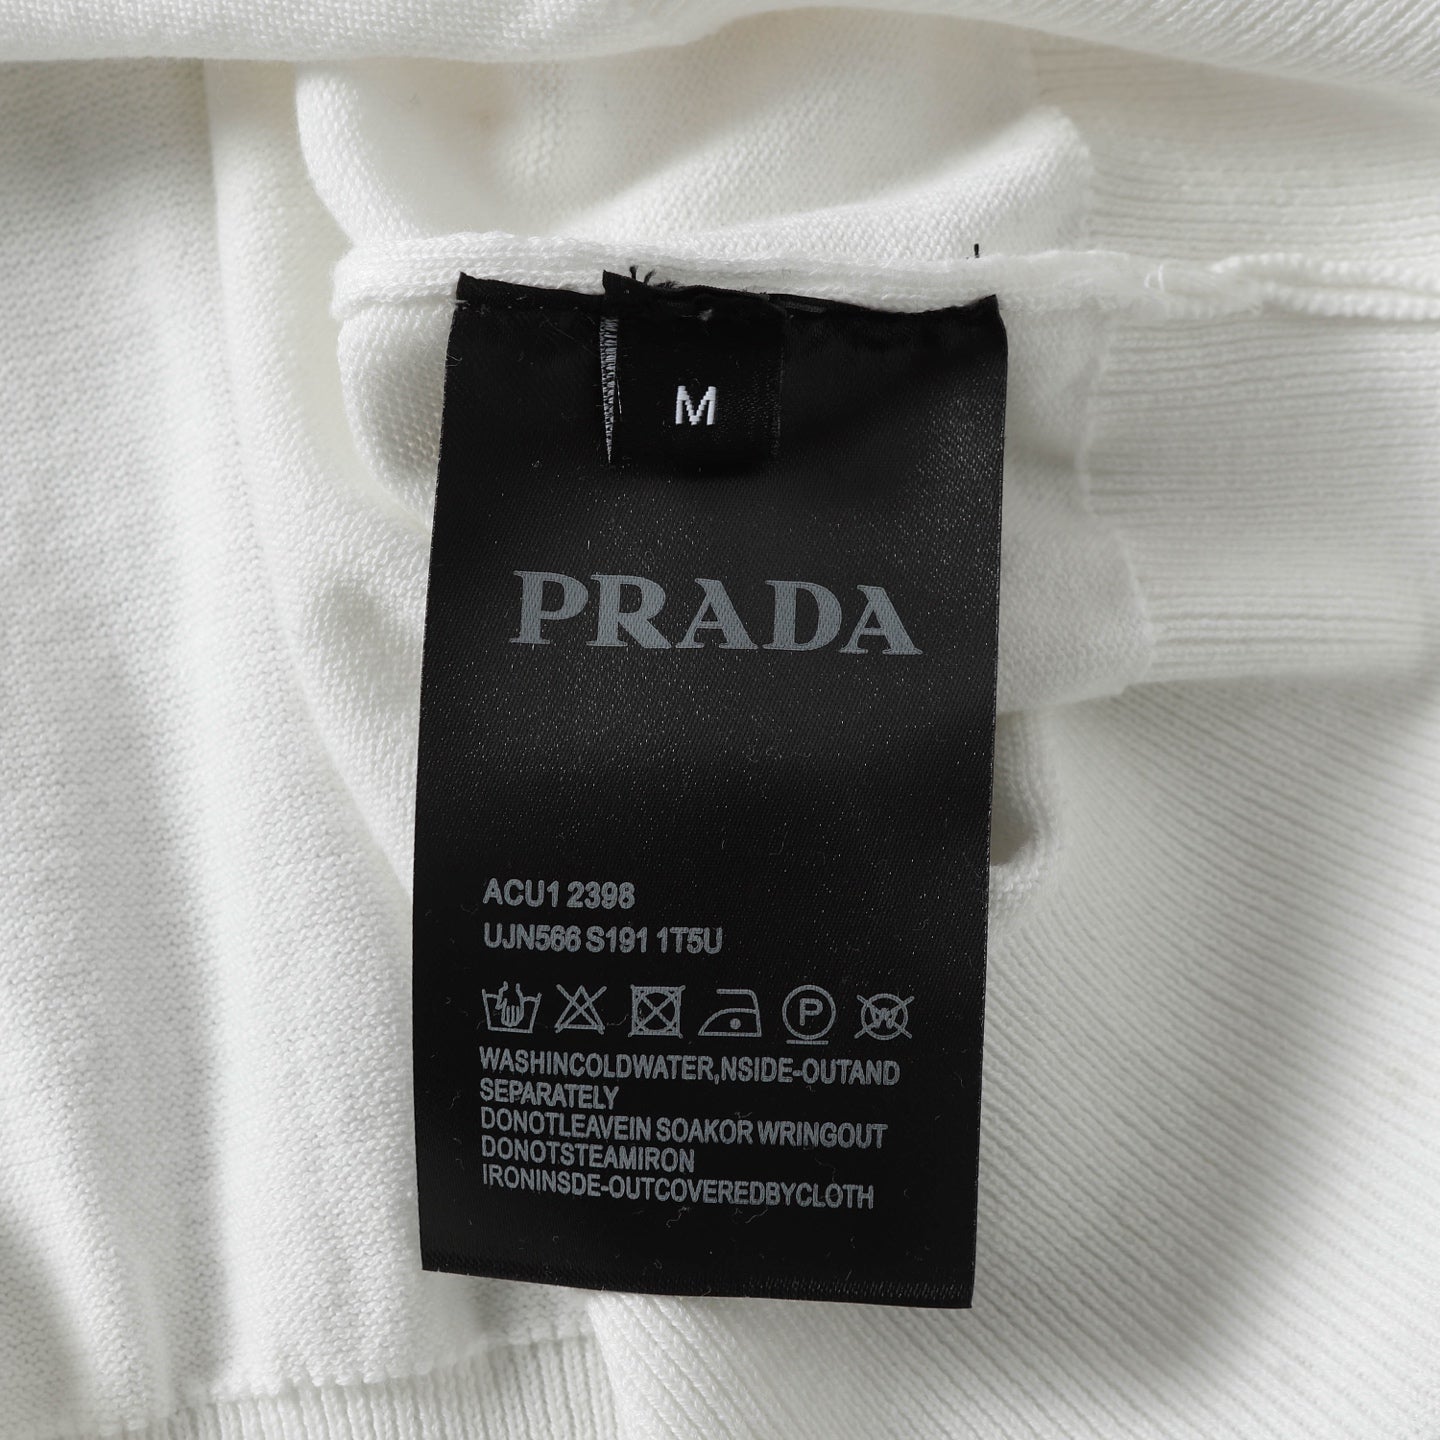 M
PRADA
ACU1 2398
UJN566 S191 1T5U
P
W
WASHINCOLDWATER,NSIDE-OUTAND
SEPARATELY
DONOTLEAVEIN SOAKOR WRINGOUT
DONOTSTEAMIRON
IRONINSDE-OUTCOVEREDBYCLOTH